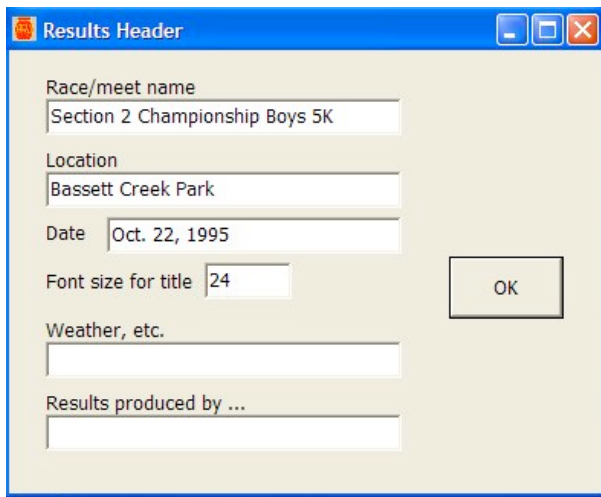 Results Header
Race/meet name
Section 2 Championship Boys 5K
Location
Bassett Creek Park
Date Oct. 22, 1995
Font size for title 24
OK
Weather, etc.
Results produced by ...